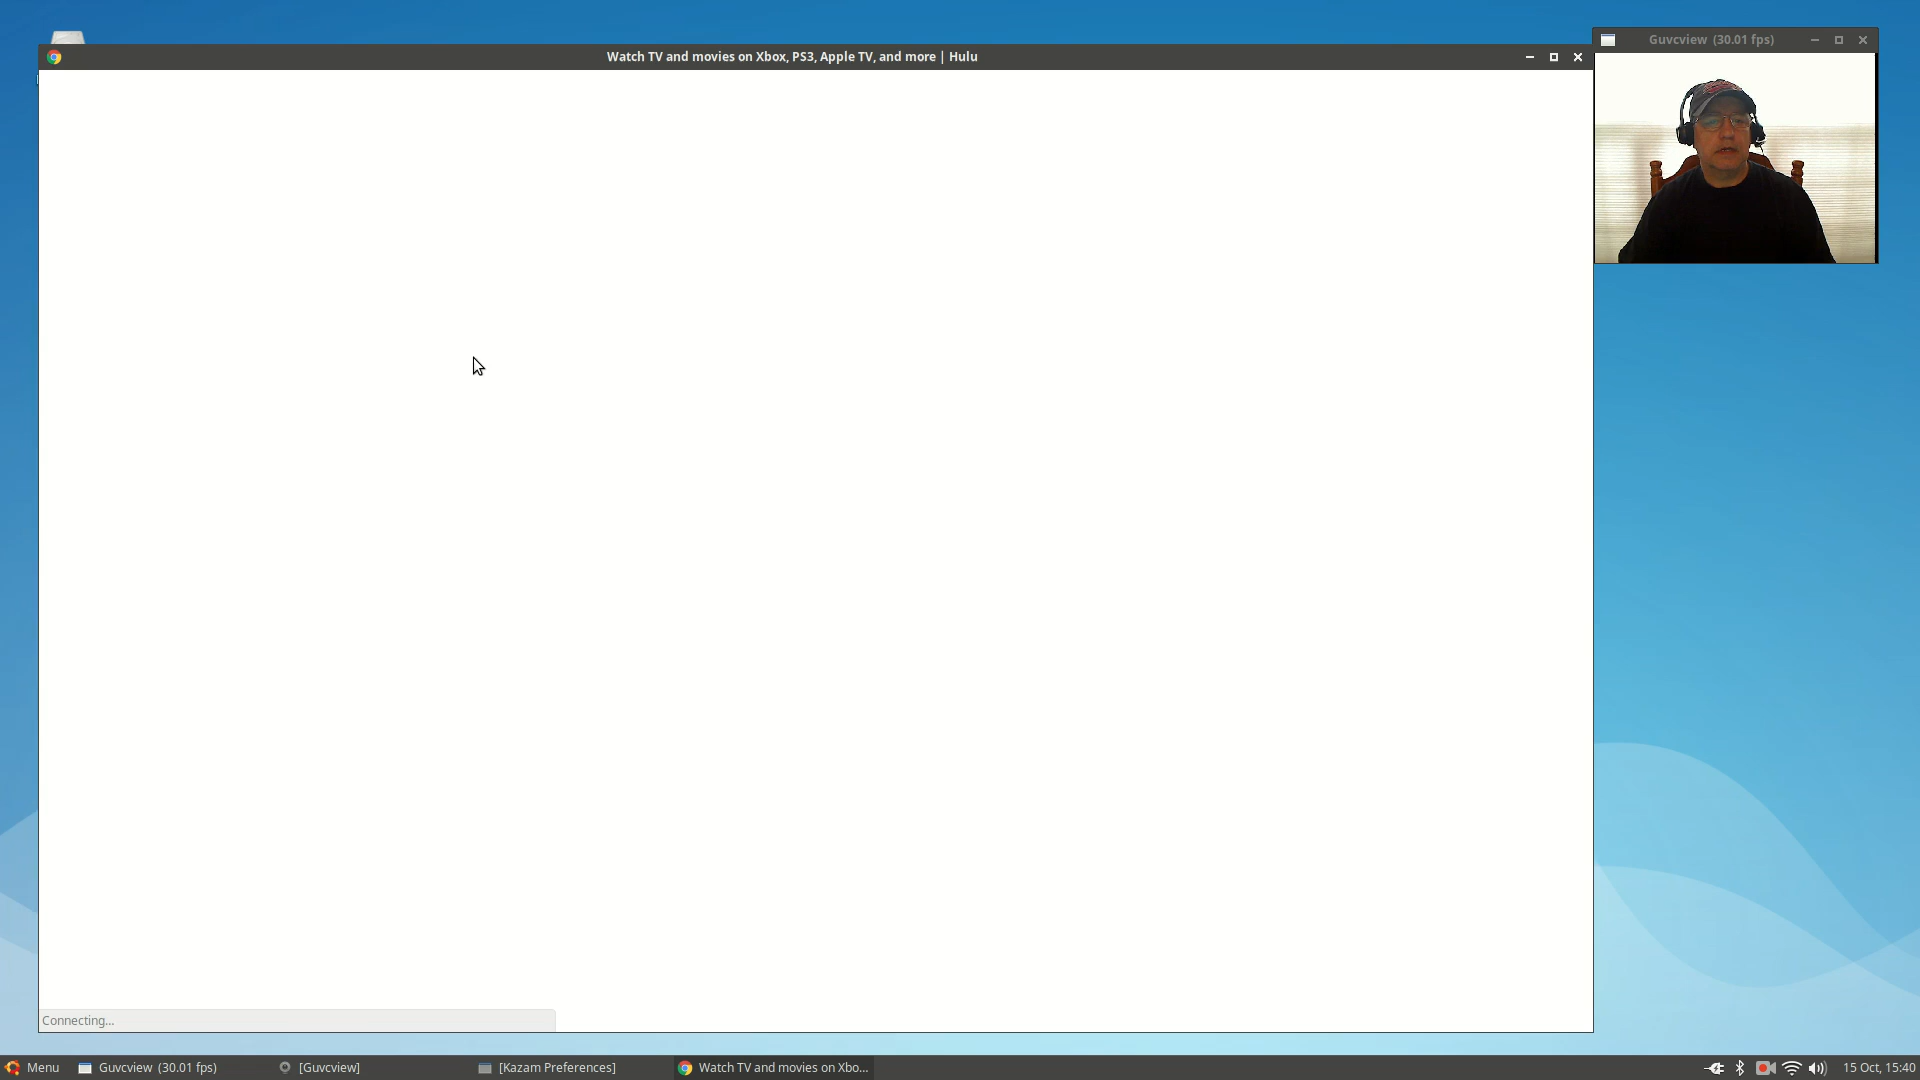 Watch TV and movies on Xbox, PS3, Apple TV, and more | Hulu
Guvcview (30.01 fps)
Connecting...
Menu
Guvcview (30.01 fps)
[Guvcview]
[Kazam Preferences]
Watch TV and movies on Xbo...
15 Oct, 15:40